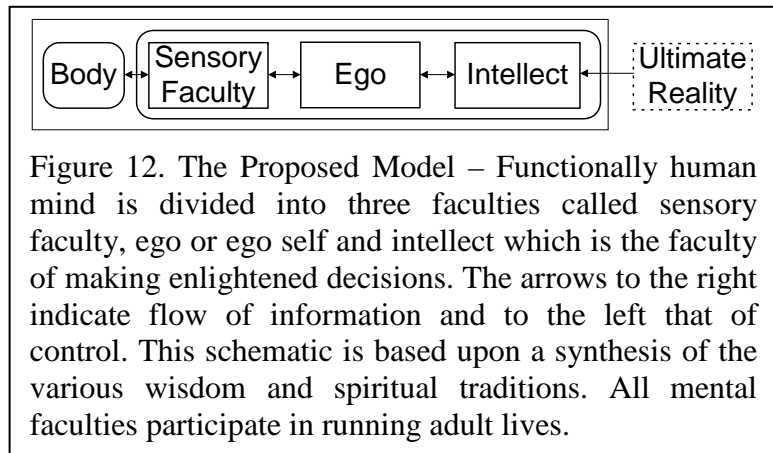 Body
Sensory
Faculty
Ego
Intellect
Ultimate
Reality
Figure 12. The Proposed Model – Functionally human
mind is divided into three faculties called sensory
faculty, ego or ego self and intellect which is the faculty
of making enlightened decisions. The arrows to the right
indicate flow of information and to the left that of
control. This schematic is based upon a synthesis of the
various wisdom and spiritual traditions. All mental
faculties participate in running adult lives.